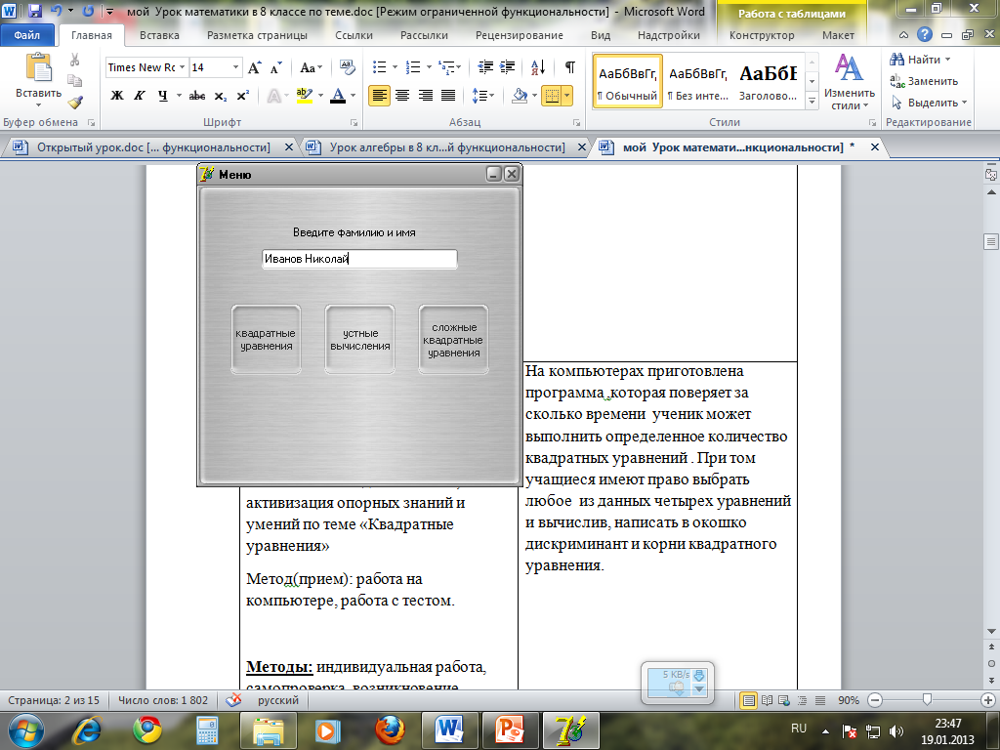 мой  Урок математики в 8 классе по теме.doc [Режим ограниченной функциональности]  -  Microsoft Word
Работа с таблицами
Файл
Главная
Вставка
Разметка страницы
Ссылки
Рассылки
Рецензирование
Вид
Надстройки
Конструктор
Макет
Вставить
Times New Ro
14
Aa
Ж К Ч abc x₂ x²
АаБбВвГг,
АаБбВвГг,
АаБбЕ
¶ Обычный
¶ Без инте...
Заголово...
Изменить
стили
Найти
Заменить
Выделить
Буфер обмена
Шрифт
Абзац
Стили
Редактирование
Открытый урок.doc [... функциональности]
Урок алгебры в 8 кл...й функциональности]
мой  Урок математи...нкциональности] *
Меню
Введите фамилию и имя
Иванов Николай
квадратные
уравнения
устные
вычисления
сложные
квадратные
уравнения
активизация опорных знаний и
умений по теме «Квадратные
уравнения»
Метод(прием): работа на
компьютере, работа с тестом.
Методы: индивидуальная работа,
самопроверка, возникновение
На компьютерах приготовлена
программа ,которая поверяет за
сколько времени  ученик может
выполнить определенное количество
квадратных уравнений . При том
учащиеся имеют право выбрать
любое  из данных четырех уравнений
и вычислив, написать в окошко
дискриминант и корни квадратного
уравнения.
5 KB/s
Страница: 2 из 15
Число слов: 1 802
русский
90%
RU
23:47
19.01.2013